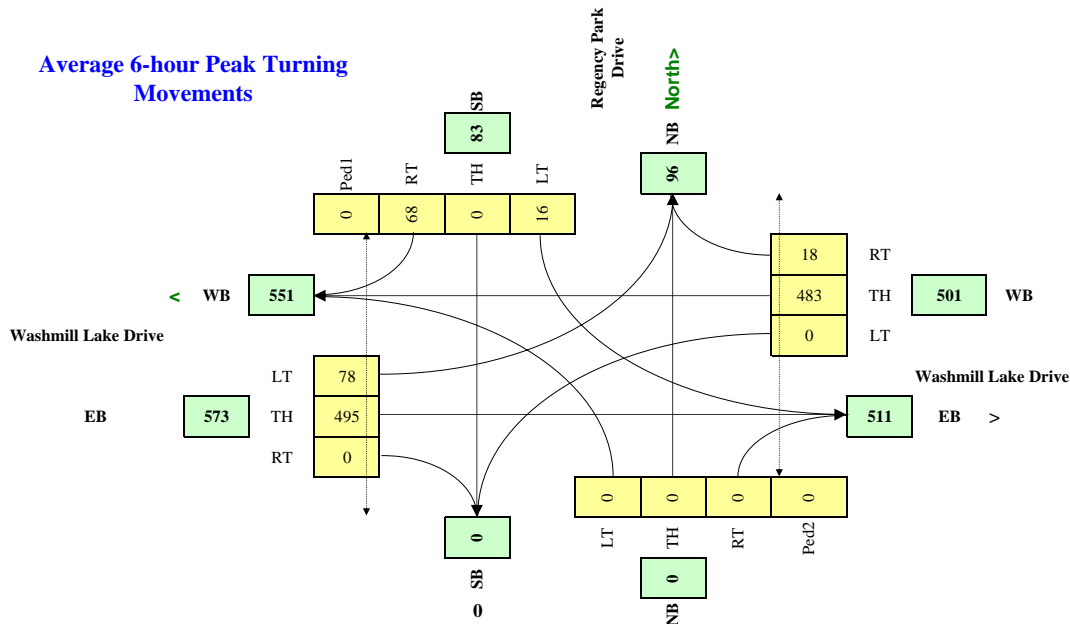 Average 6-hour Peak Turning
Movements
Regency Park
Drive
North>
SB
83
NB
96
Ped1
RT
TH
LT
0
68
0
16
18
RT
< WB
551
483
TH
501
WB
0
LT
Washmill Lake Drive
LT
78
Washmill Lake Drive
EB
573
TH
495
511
EB >
RT
0
0
0
0
0
LT
TH
RT
Ped2
0
SB
0
0
NB